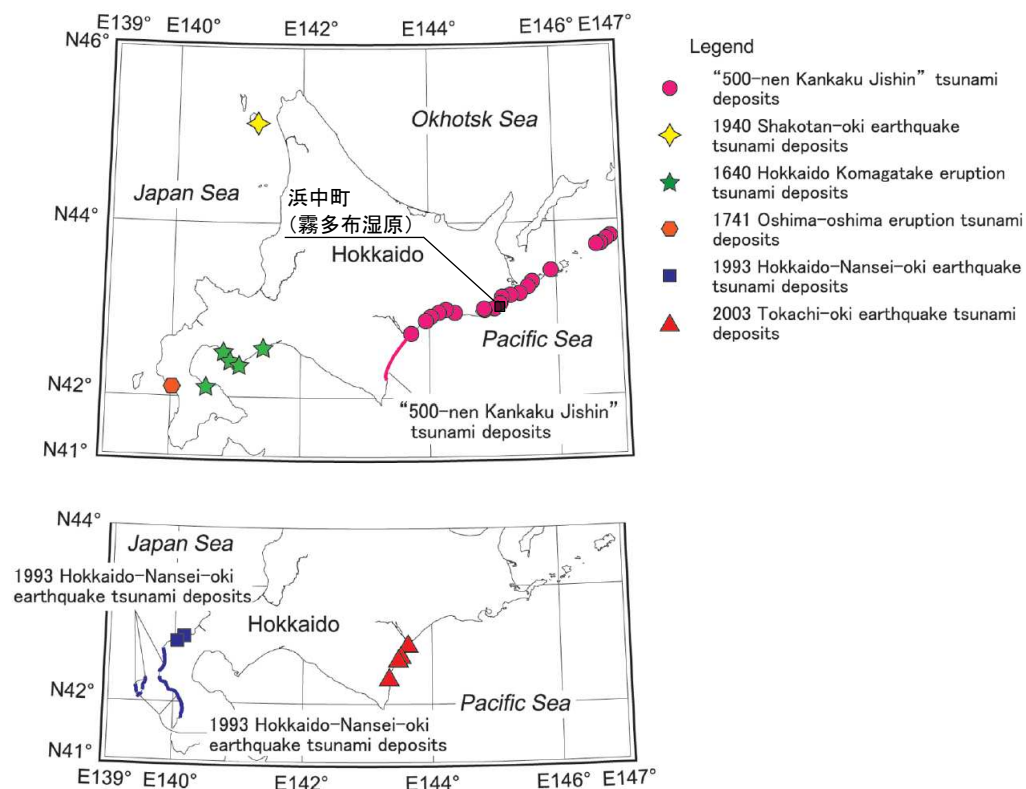 E139°
E140°
E142°
E144°
E146°
E147°
N46°
Okhotsk Sea
Japan Sea
浜中町
（霧多布湿原）
N44°
Hokkaido
Pacific Sea
N42°
“500-nen Kankaku Jishin”
tsunami deposits
N41°
Legend
“500-nen Kankaku Jishin” tsunami
deposits
1940 Shakotan-oki earthquake
tsunami deposits
1640 Hokkaido Komagatake eruption
tsunami deposits
1741 Oshima-oshima eruption tsunami
deposits
1993 Hokkaido-Nansei-oki earthquake
tsunami deposits
2003 Tokachi-oki earthquake tsunami
deposits
N44°
Japan Sea
1993 Hokkaido-Nansei-oki
earthquake tsunami deposits
Hokkaido
N42°
Pacific Sea
1993 Hokkaido-Nansei-oki
earthquake tsunami deposits
N41°
E139°
E140°
E142°
E144°
E146°
E147°